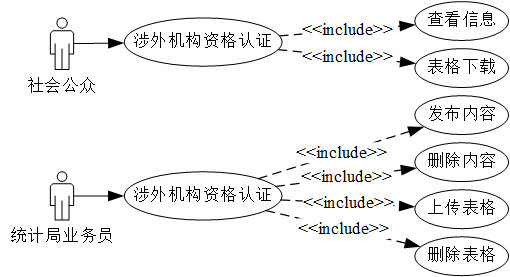 查看信息
<<include>>
涉外机构资格认证
<<include>>
表格下载
社会公众
发布内容
<<include>>
删除内容
<<include>>
涉外机构资格认证
<<include>>
上传表格
<<include>>
统计局业务员
删除表格